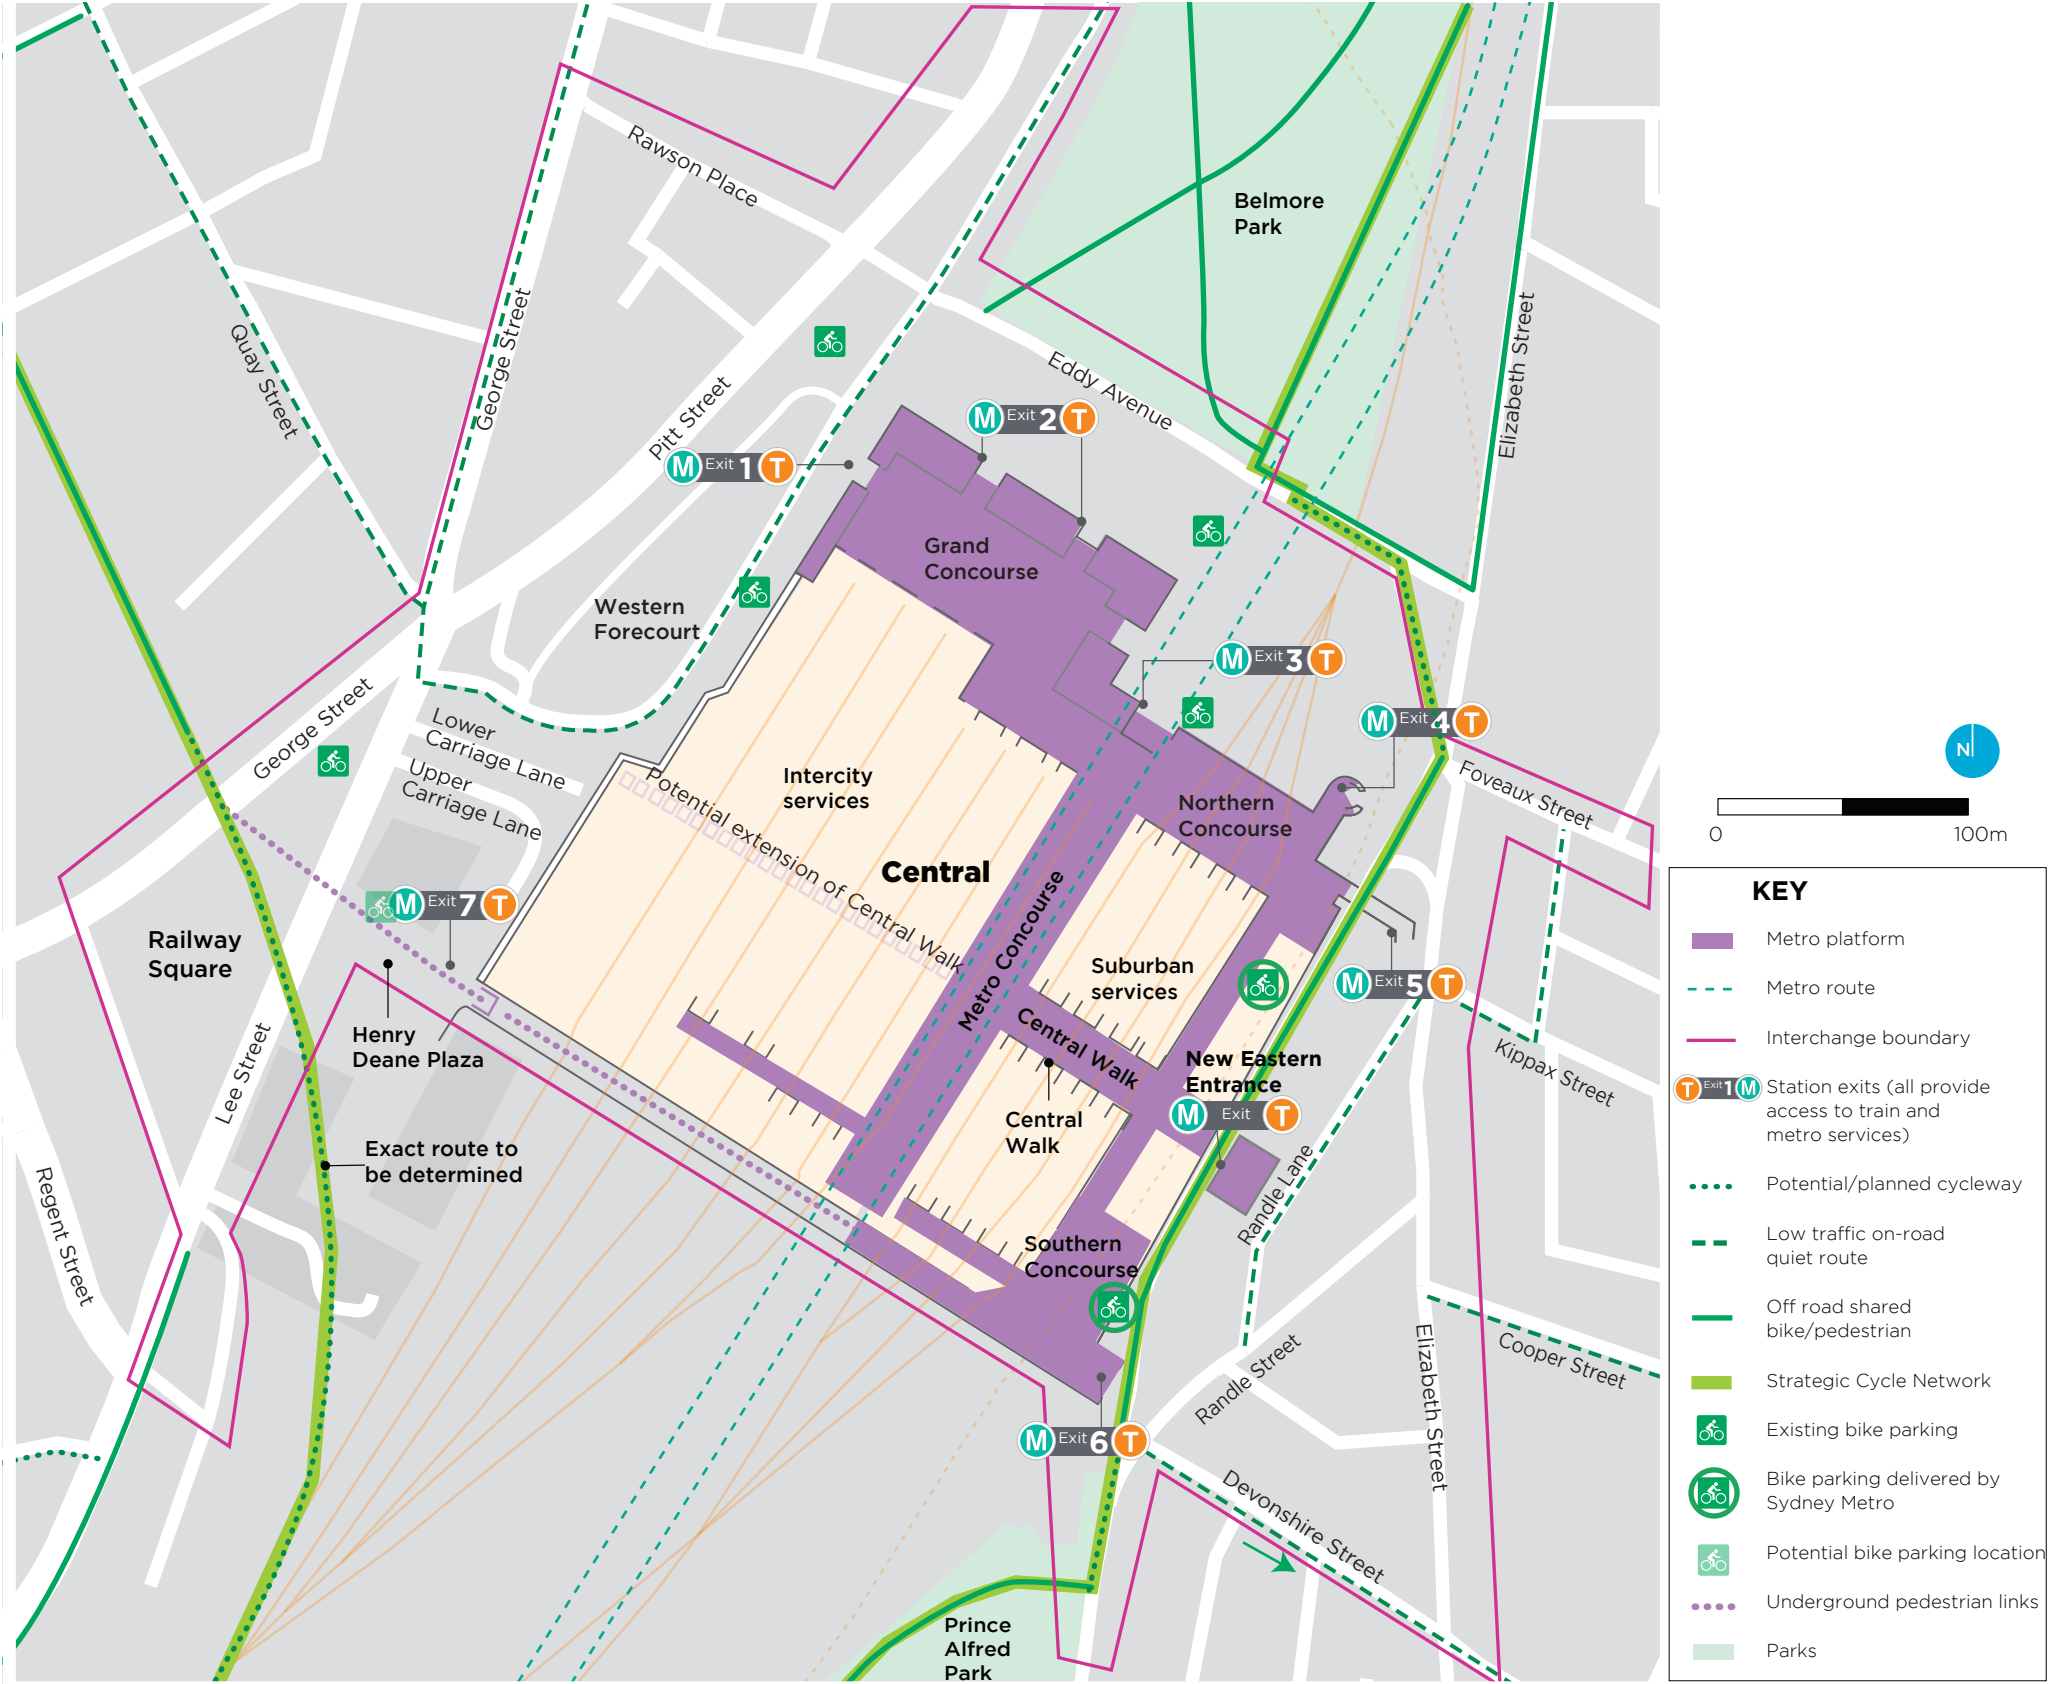 Rawson Place
Belmore
Park
Quay Street
George Street
Pitt Street
Eddy Avenue
Elizabeth Street
M Exit 2 T
M Exit 1 T
Grand
Concourse
Western
Forecourt
M Exit 3 T
M Exit 4 T
George Street
Lower
Carriage Lane
Upper
Carriage Lane
Foveaux Street
Intercity
services
Northern
Concourse
Potential extension of Central Walk
Central
Metro Concourse
M Exit 7 T
Railway
Square
Suburban
services
M Exit 5 T
Henry
Deane Plaza
Central Walk
New Eastern
Entrance
M Exit T
Kippax Street
Lee Street
Central
Walk
Exact route to
be determined
Randle Lane
Regent Street
Southern
Concourse
Randle Street
Elizabeth Street
Cooper Street
M Exit 6 T
Devonshire Street
Prince
Alfred
Park
N
0 100m
KEY
Metro platform
Metro route
Interchange boundary
T Exit 1 M
Station exits (all provide
access to train and
metro services)
Potential/planned cycleway
Low traffic on-road
quiet route
Off road shared
bike/pedestrian
Strategic Cycle Network
Existing bike parking
Bike parking delivered by
Sydney Metro
Potential bike parking location
Underground pedestrian links
Parks